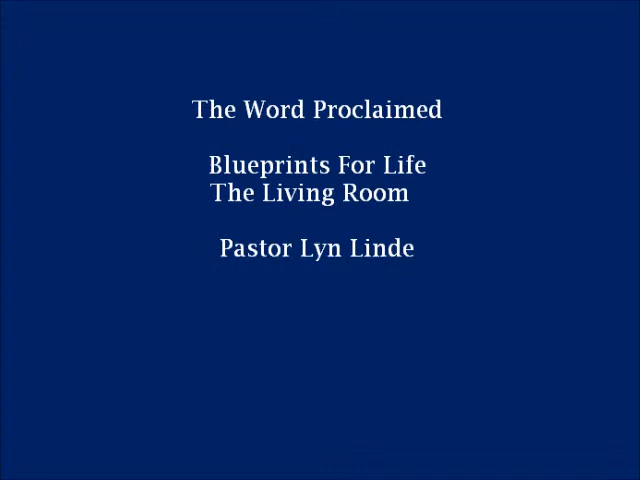 The Word Proclaimed
Blueprints For Life
The Living Room
Pastor Lyn Linde